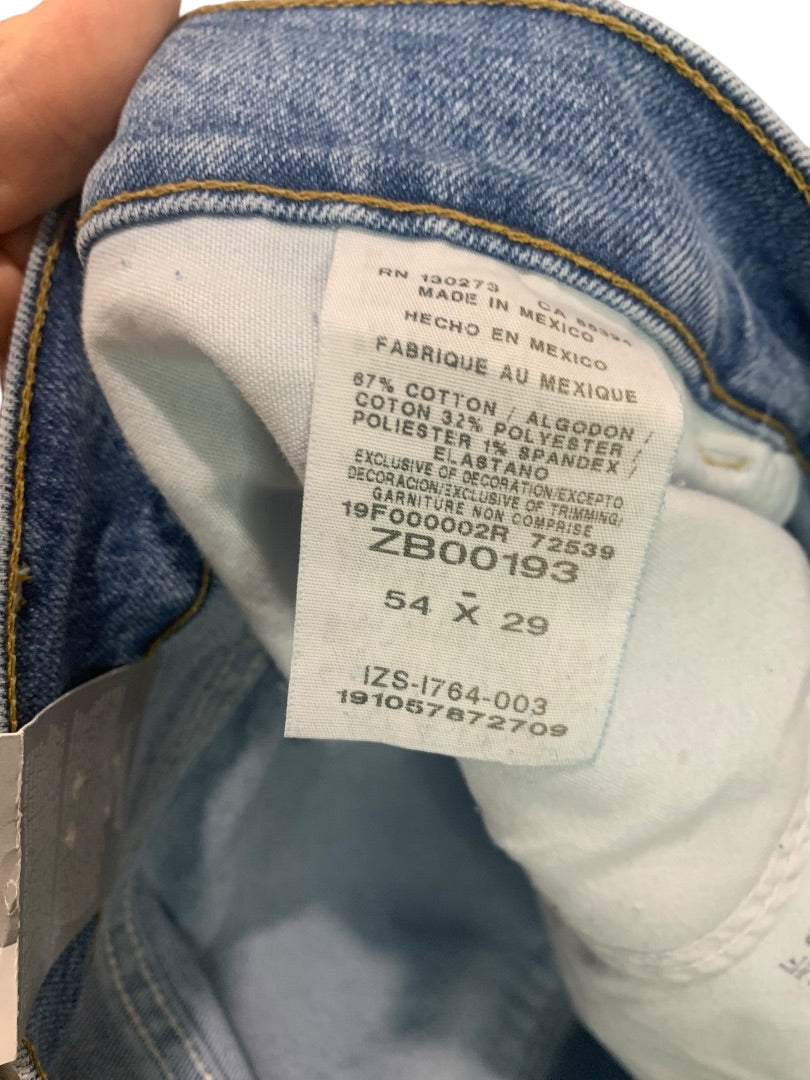 RN 130273 CA
MADE IN MEXICO
HECHO EN MEXICO
FABRIQUE AU MEXIQUE
67% COTTON / ALGODON /
COTON 32% POLYESTER /
POLIESTER 1% SPANDEX /
ELASTANO
EXCLUSIVE OF DECORATION/EXCEPTO
DECORACION/EXCLUSIVE OF TRIMMING/
GARNITURE NON COMPRISE
19F000002R 72539
ZB00193
54 X 29
IZS-I764-003
191057872709